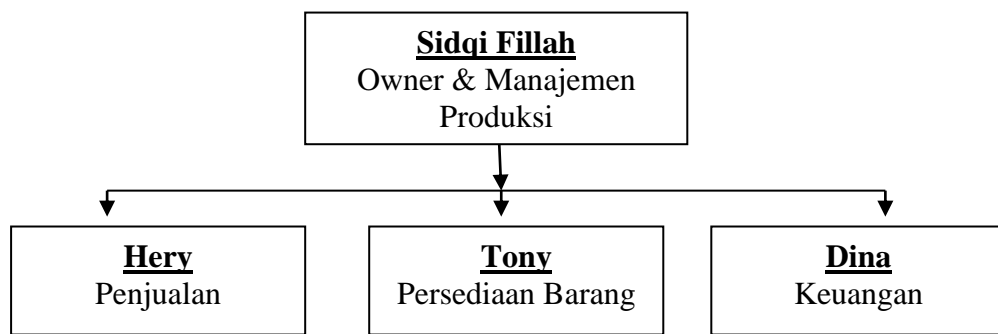 Sidqi Fillah
Owner & Manajemen
Produksi
Hery
Penjualan
Tony
Persediaan Barang
Dina
Keuangan